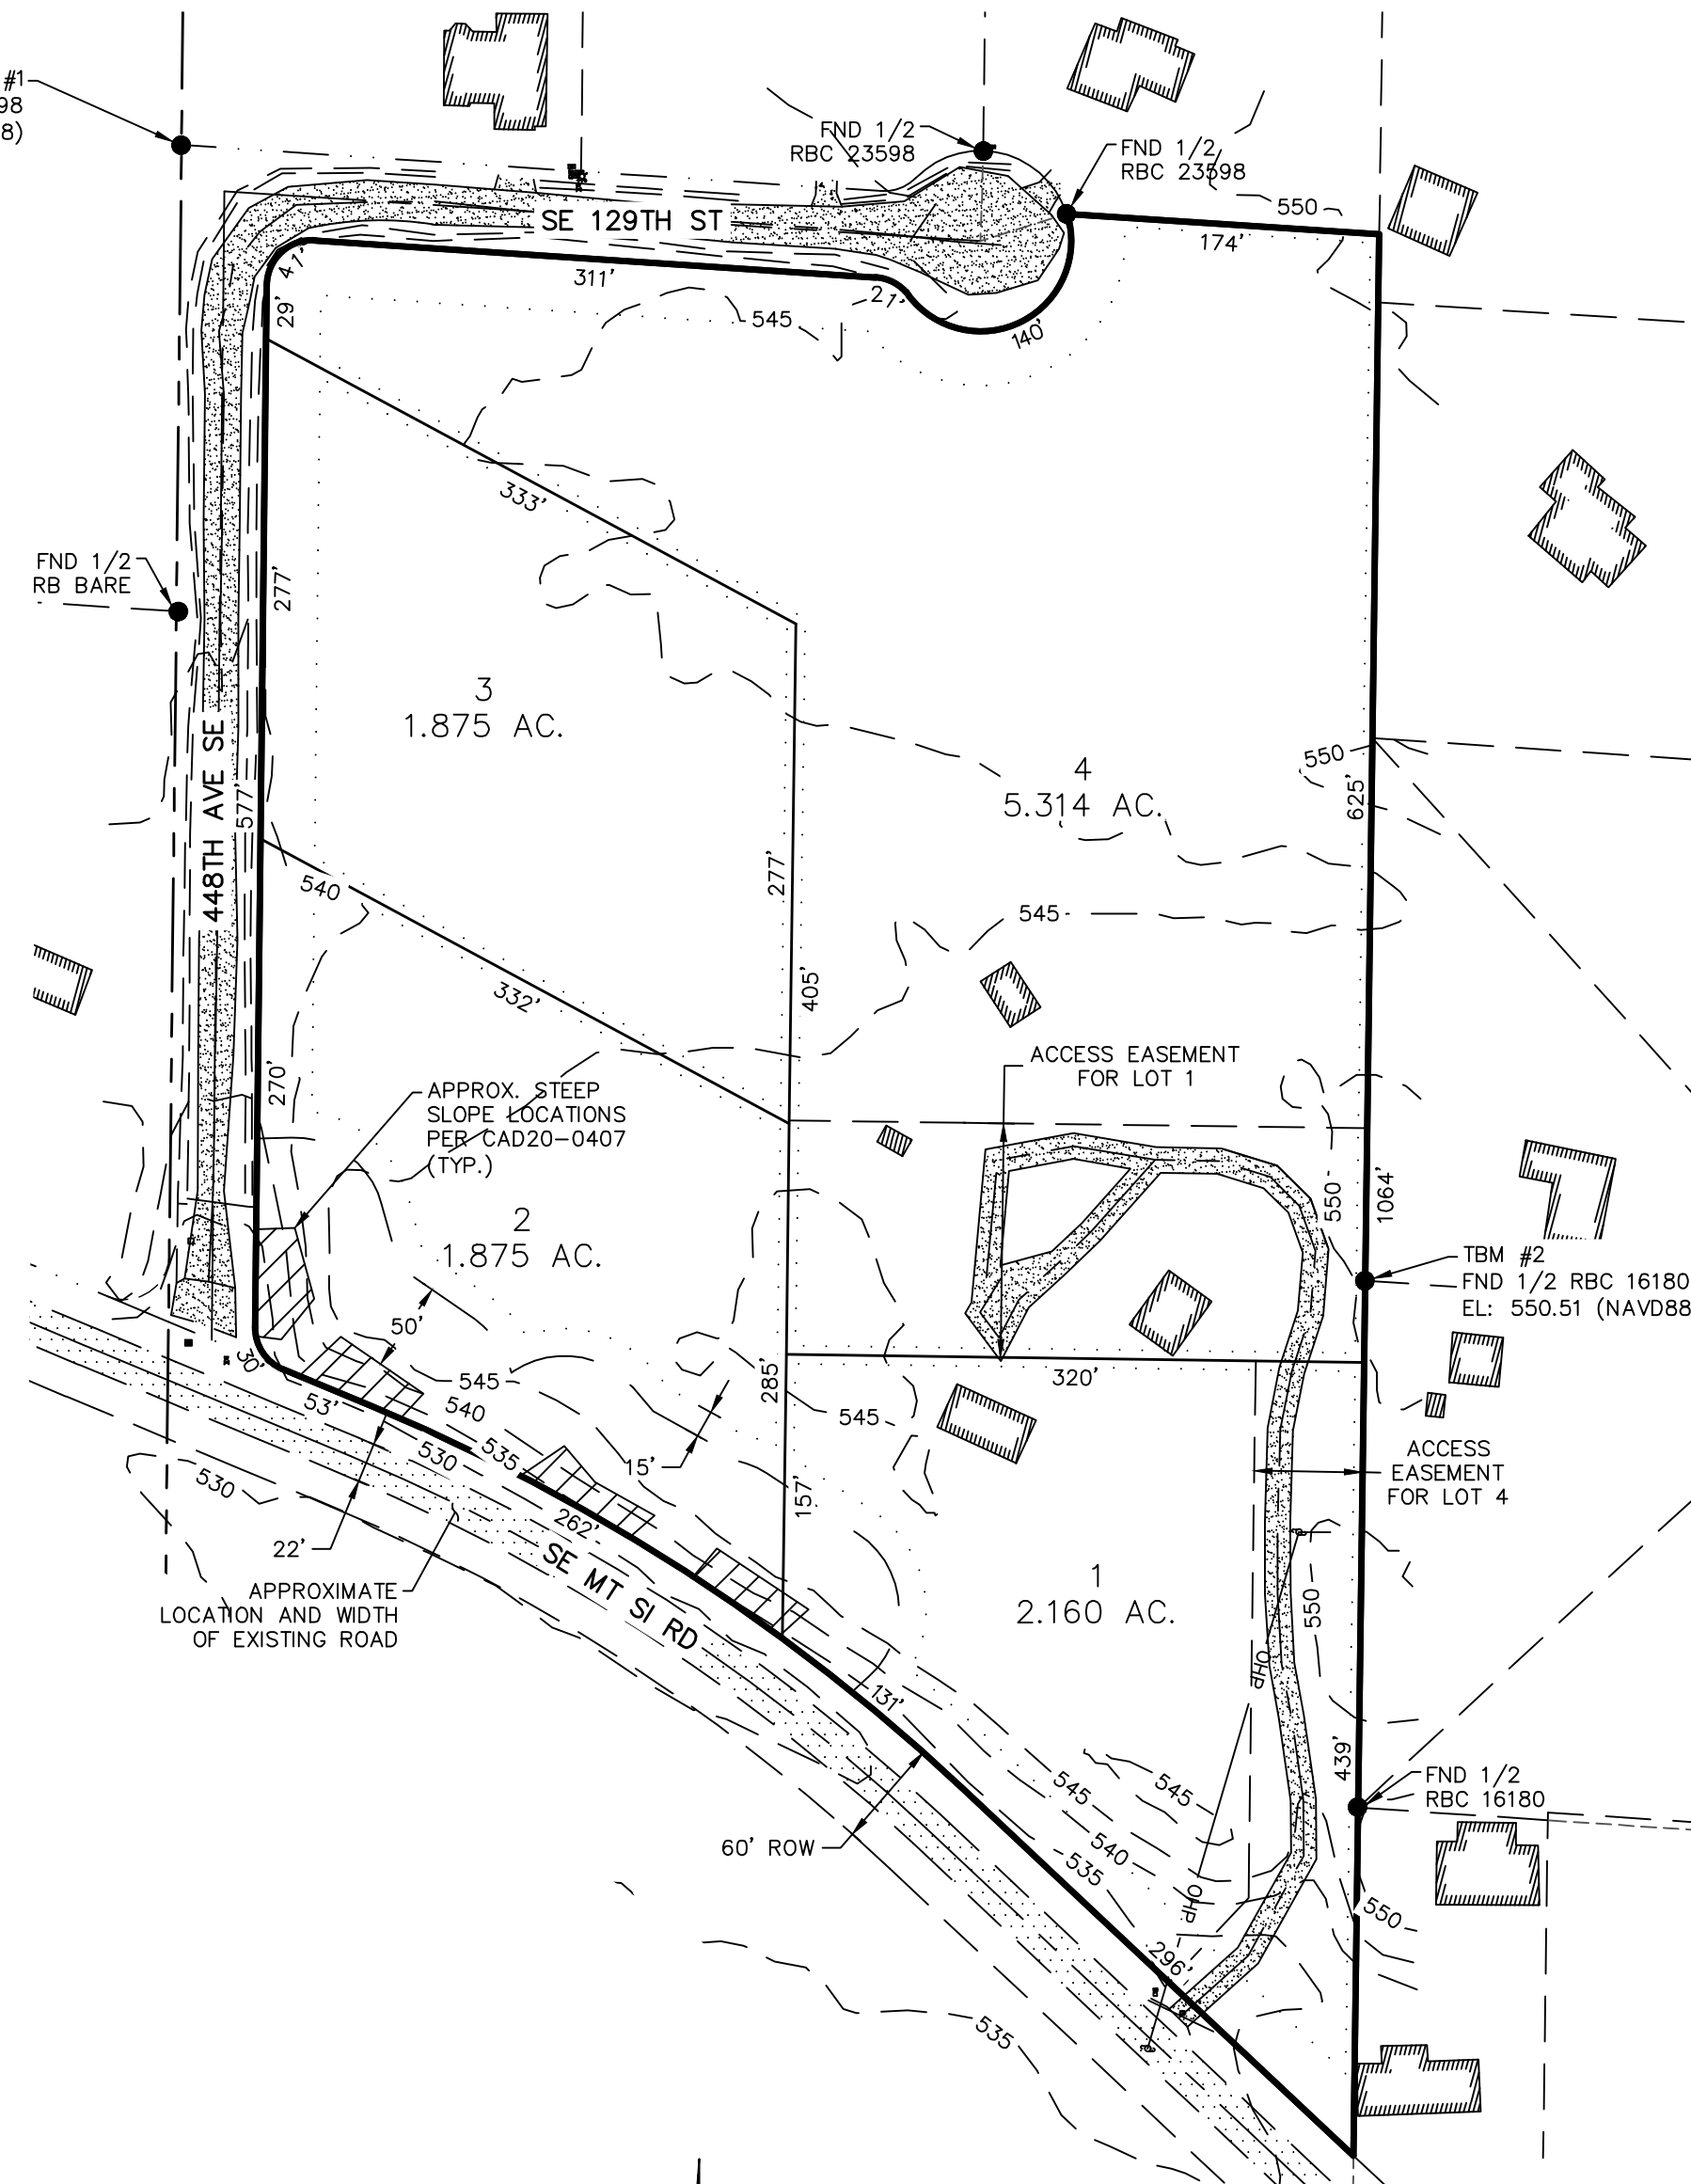 #1
98
8)
FND 1/2
RBC 23598
FND 1/2
RBC 23598
SE 129TH ST
550
174'
47'
311'
29'
27'
545
140'
333'
FND 1/2
RB BARE
277'
3
1.875 AC.
448TH AVE SE
577'
550
4
5.314 AC.
625'
277'
540
545
332'
405'
270'
ACCESS EASEMENT
FOR LOT 1
APPROX. STEEP
SLOPE LOCATIONS
PER CAD20-0407
(TYP.)
550
1064'
2
1.875 AC.
TBM #2
FND 1/2 RBC 16180
EL: 550.51 (NAVD88
50'
30'
53'
545
540
285'
320'
545
535
530
530
15'
157'
ACCESS
EASEMENT
FOR LOT 4
262'
22'
SE MT SI RD
APPROXIMATE
LOCATION AND WIDTH
OF EXISTING ROAD
1
2.160 AC.
550
OHP
131'
439'
FND 1/2
RBC 16180
545
545
60' ROW
540
535
OHP
550
296'
535